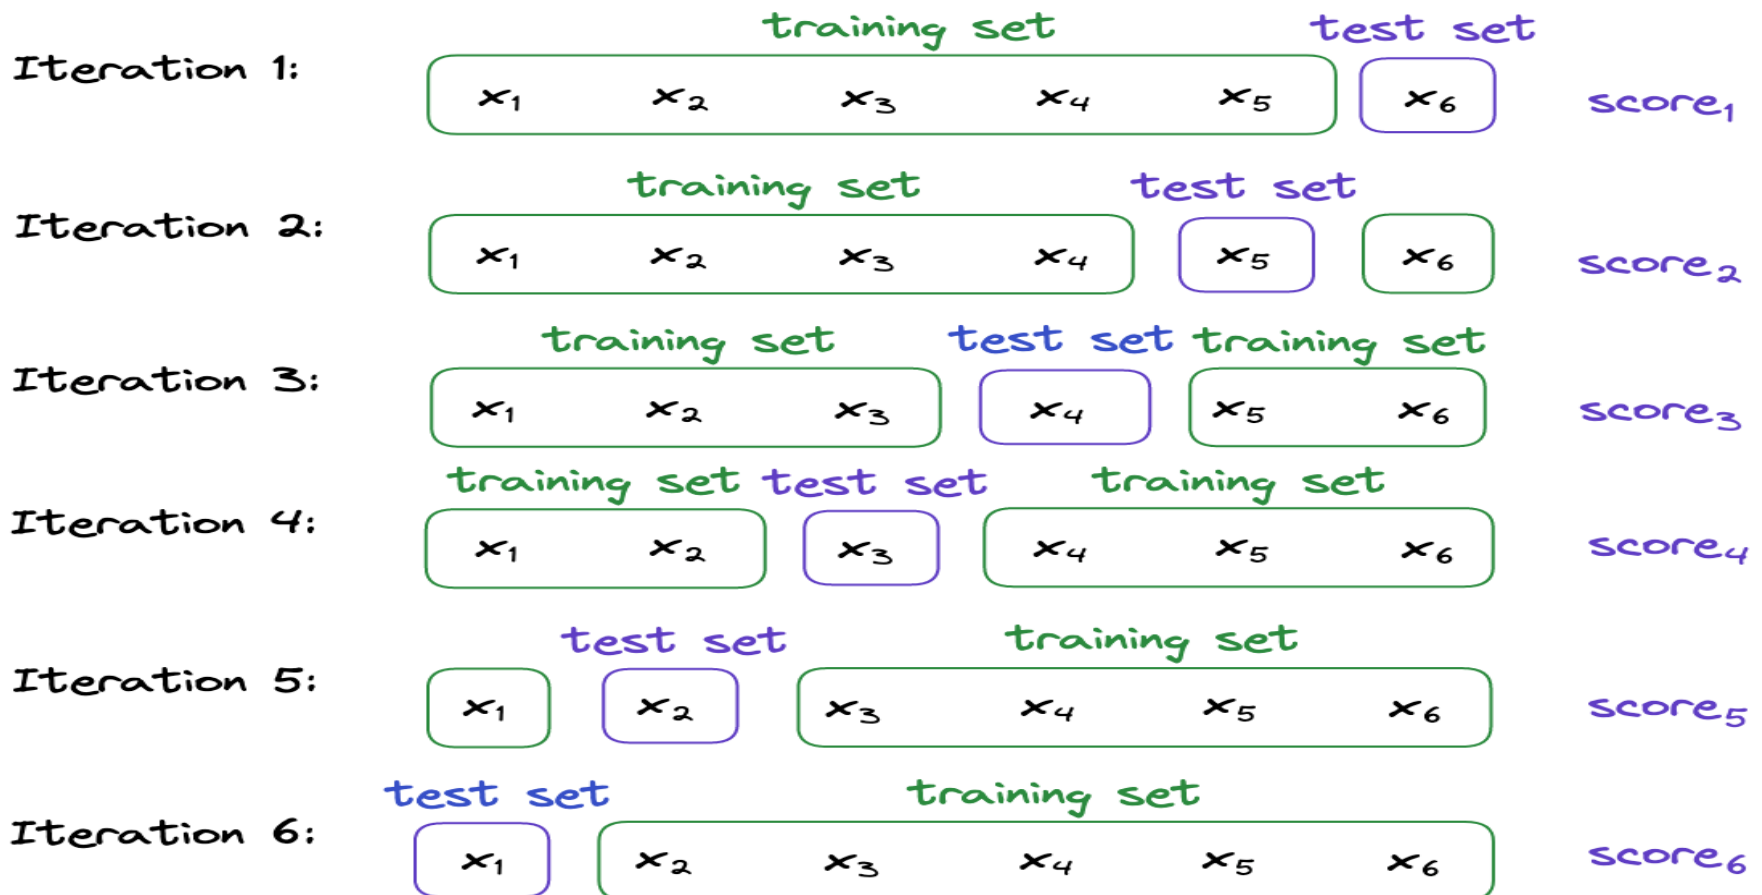 training set test set
Iteration 1: x₁ x₂ x₃ x₄ x₅ x₆ score₁
training set test set
Iteration 2: x₁ x₂ x₃ x₄ x₅ x₆ score₂
training set test set training set
Iteration 3: x₁ x₂ x₃ x₄ x₅ x₆ score₃
training set test set training set
Iteration 4: x₁ x₂ x₃ x₄ x₅ x₆ score₄
test set training set
Iteration 5: x₁ x₂ x₃ x₄ x₅ x₆ score₅
test set training set
Iteration 6: x₁ x₂ x₃ x₄ x₅ x₆ score₆